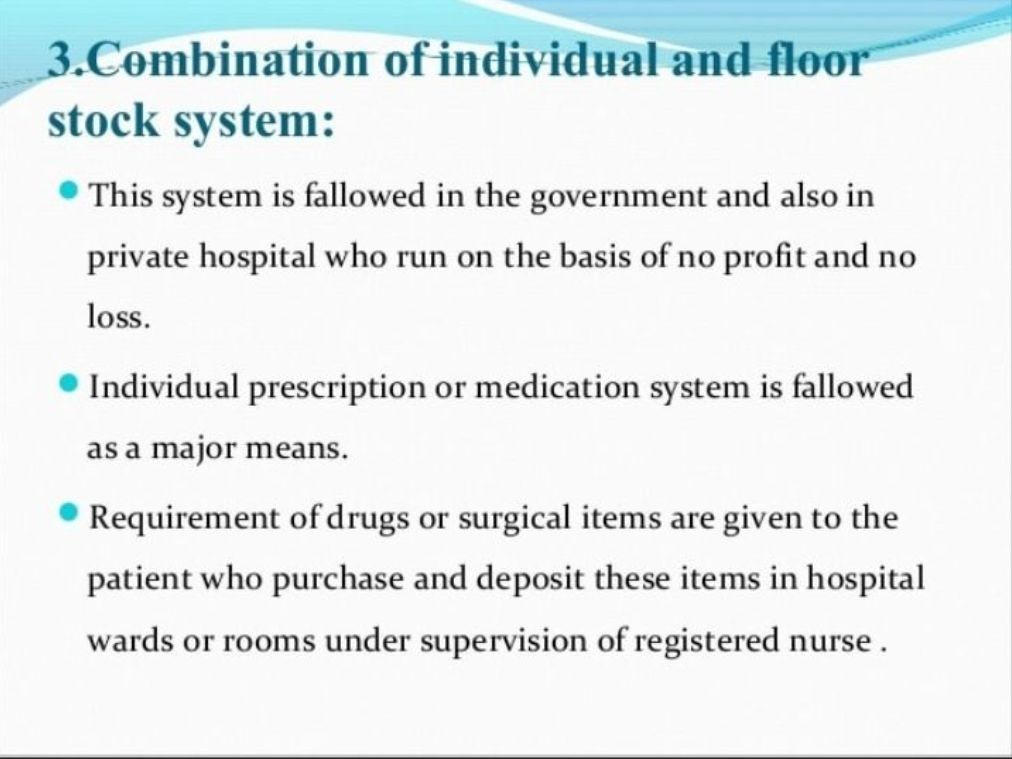 3.Combination of individual and floor
stock system:
This system is fallowed in the government and also in
private hospital who run on the basis of no profit and no
loss.
Individual prescription or medication system is fallowed
as a major means.
Requirement of drugs or surgical items are given to the
patient who purchase and deposit these items in hospital
wards or rooms under supervision of registered nurse .